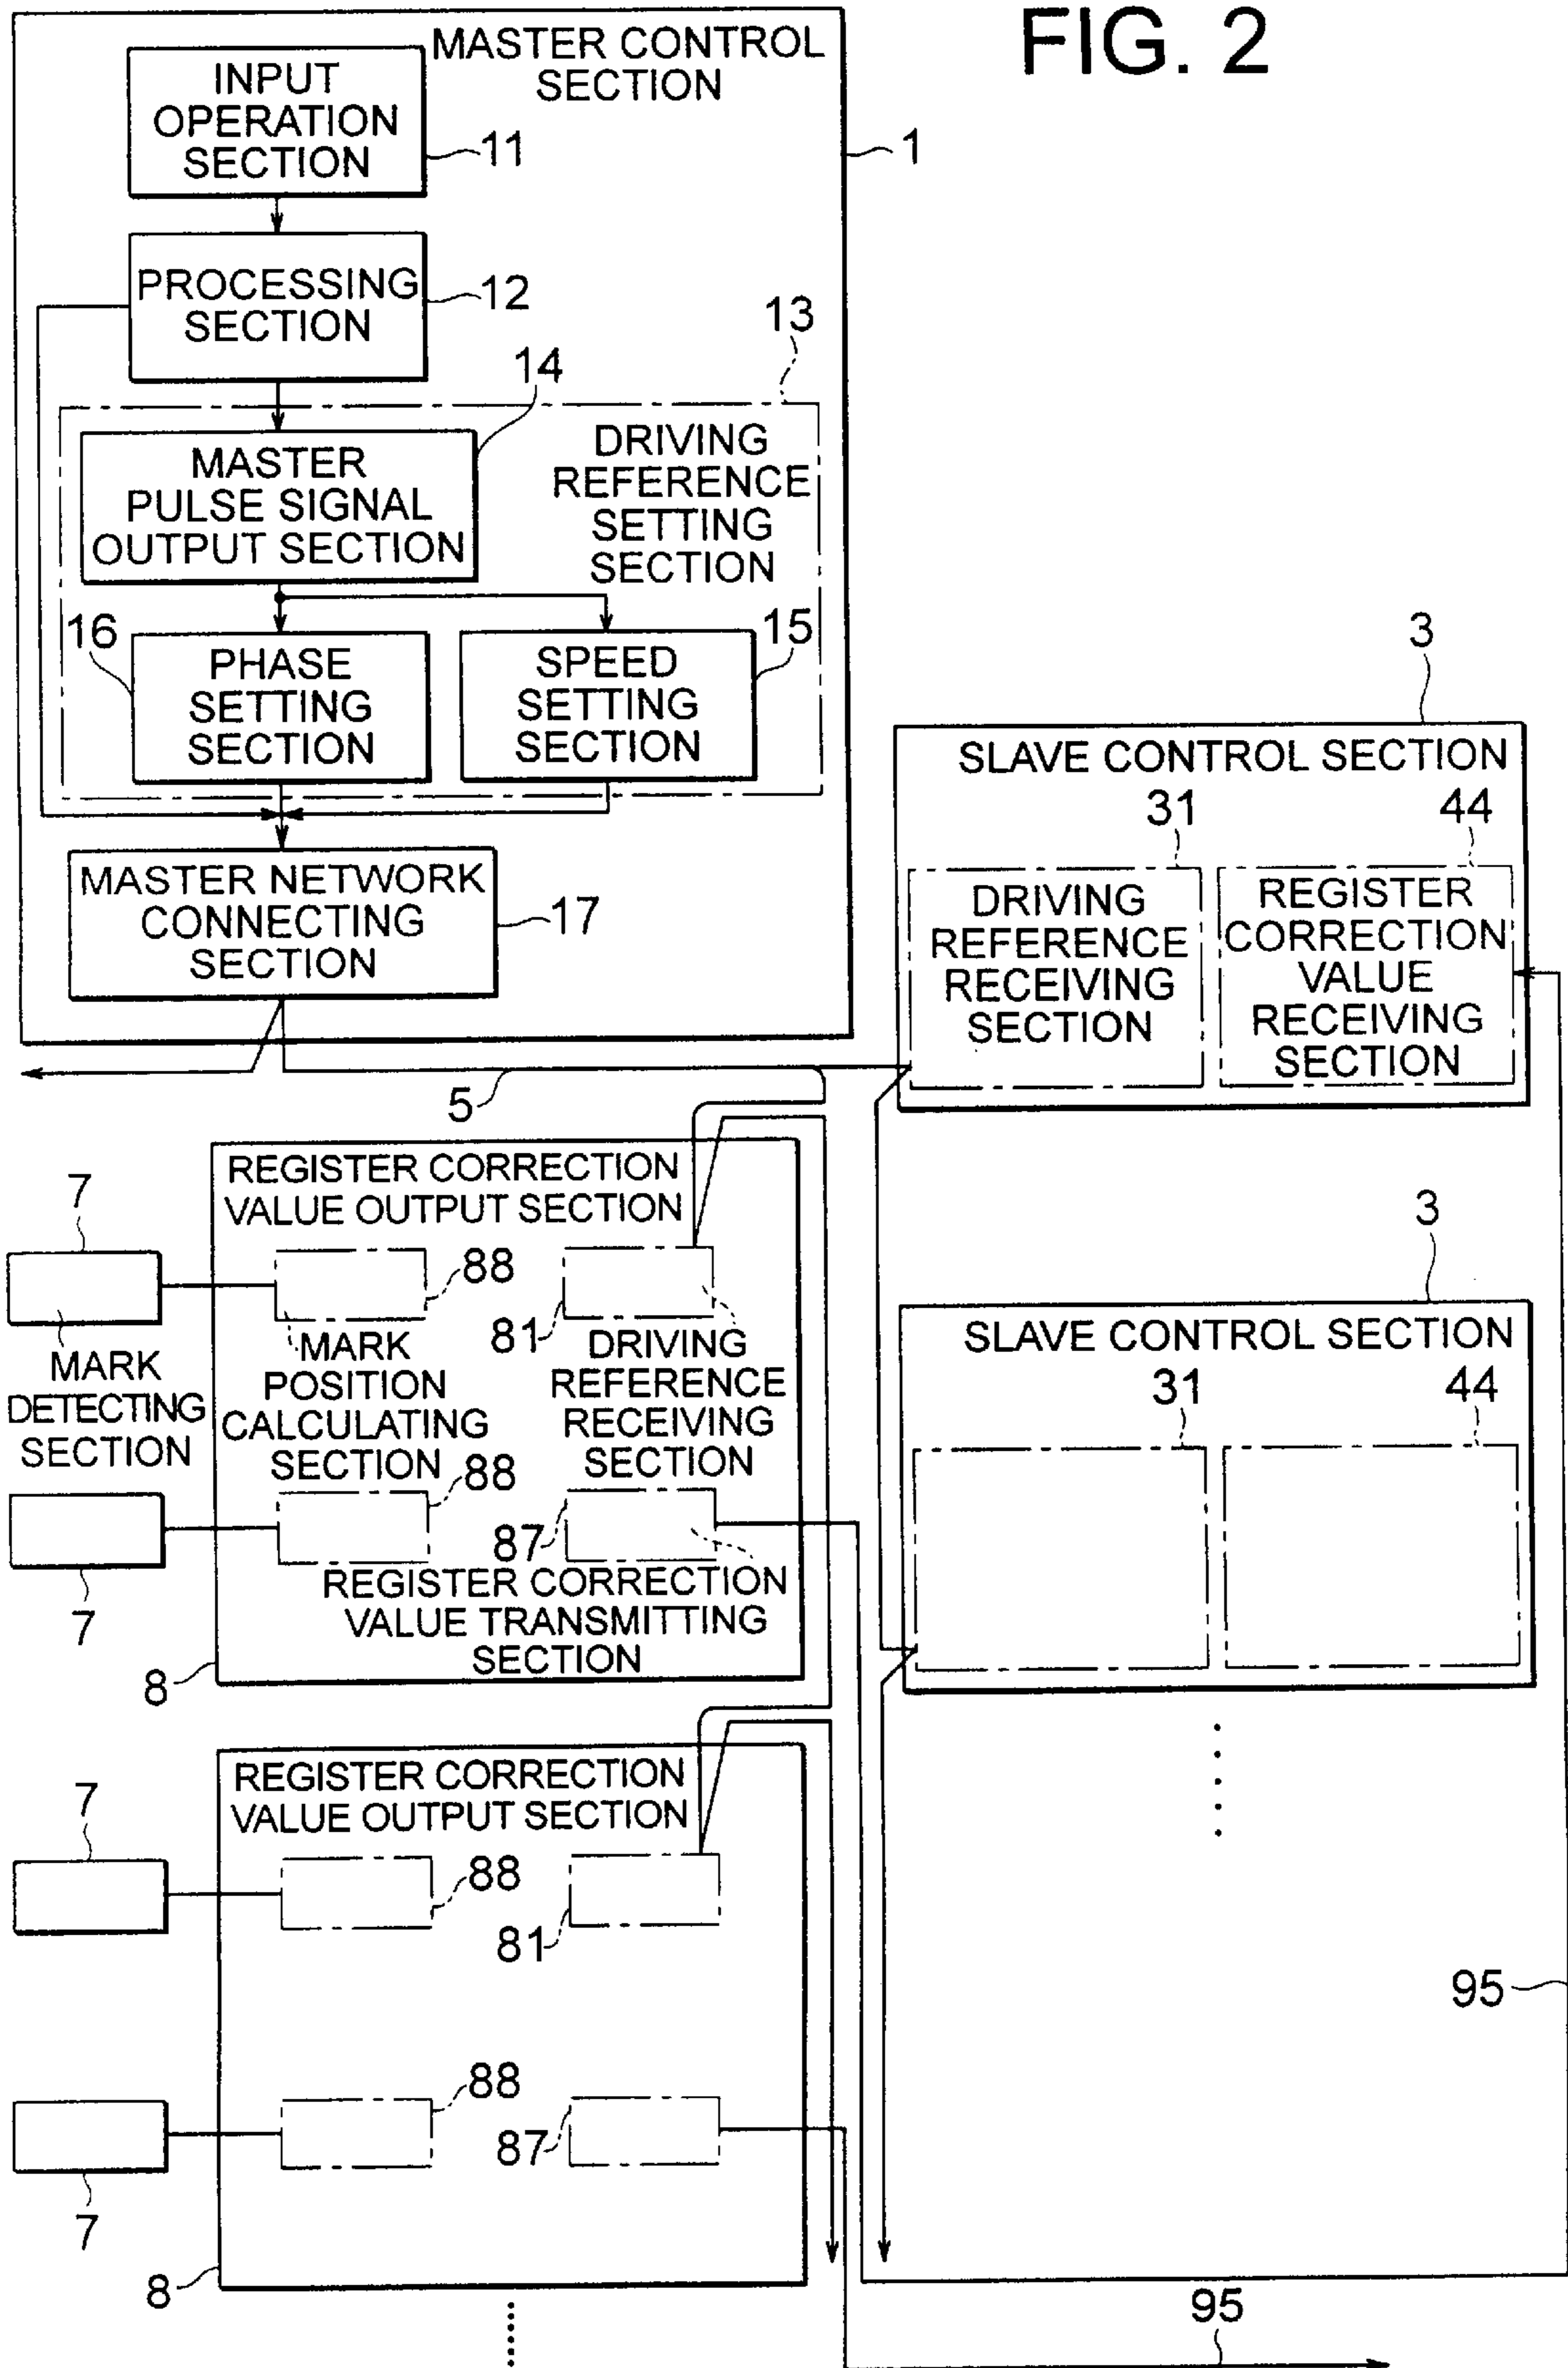 FIG. 2
MASTER CONTROL
SECTION
1
INPUT
OPERATION
SECTION
11
PROCESSING
SECTION
12
13
14
MASTER
PULSE SIGNAL
OUTPUT SECTION
DRIVING
REFERENCE
SETTING
SECTION
16
PHASE
SETTING
SECTION
15
SPEED
SETTING
SECTION
MASTER NETWORK
CONNECTING
SECTION
17
5
3
SLAVE CONTROL SECTION
31
44
DRIVING
REFERENCE
RECEIVING
SECTION
REGISTER
CORRECTION
VALUE
RECEIVING
SECTION
3
SLAVE CONTROL SECTION
31
44
REGISTER CORRECTION
VALUE OUTPUT SECTION
7
88
81
MARK
DETECTING
SECTION
MARK
POSITION
CALCULATING
SECTION
DRIVING
REFERENCE
RECEIVING
SECTION
88
87
7
REGISTER CORRECTION
VALUE TRANSMITTING
SECTION
8
REGISTER CORRECTION
VALUE OUTPUT SECTION
7
88
81
88
87
7
8
95
95